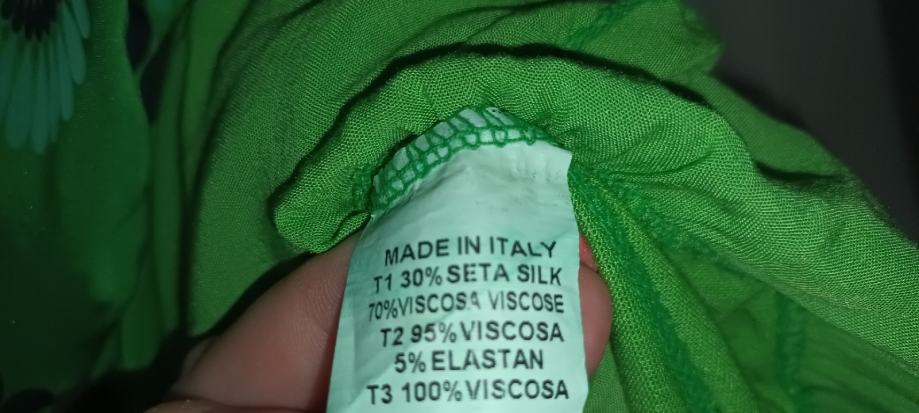 MADE IN ITALY
T1 30% SETA SILK
70%VISCOSA VISCOSE
T2 95% VISCOSA
5% ELASTAN
T3 100% VISCOSA